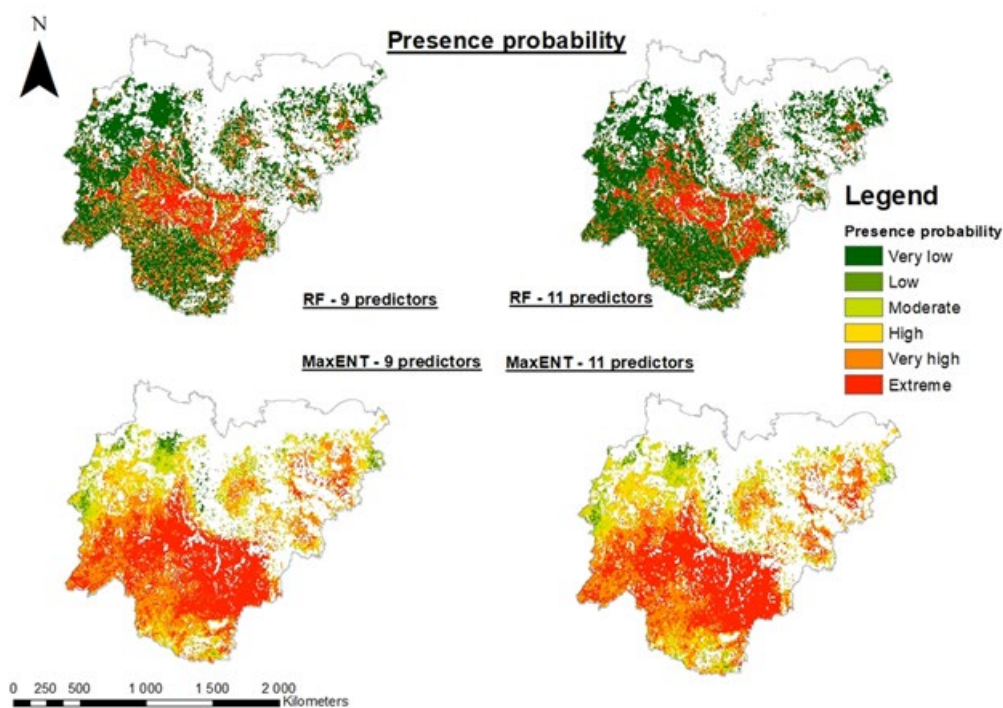 N
Presence probability
RF - 9 predictors
RF - 11 predictors
MaxENT - 9 predictors
MaxENT - 11 predictors
Legend
Presence probability
Very low
Low
Moderate
High
Very high
Extreme
0 250 500 1 000 1 500 2 000
Kilometers